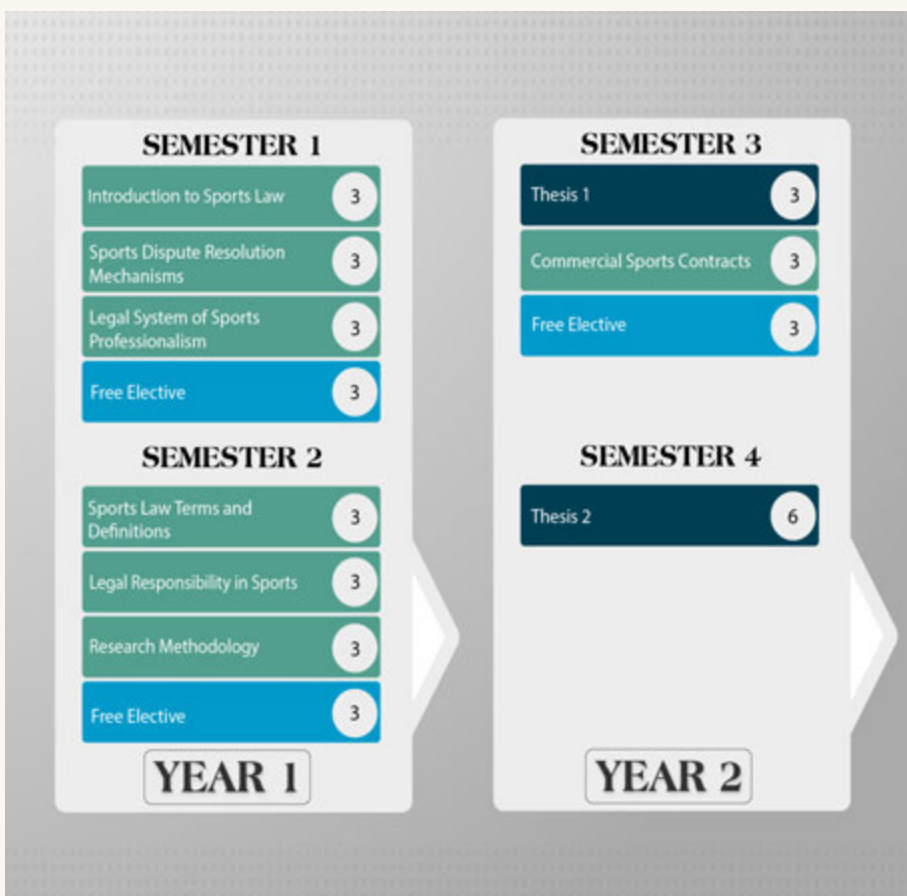 SEMESTER 1
Introduction to Sports Law 3
Sports Dispute Resolution
Mechanisms 3
Legal System of Sports
Professionalism 3
Free Elective 3
SEMESTER 2
Sports Law Terms and
Definitions 3
Legal Responsibility in Sports 3
Research Methodology 3
Free Elective 3
YEAR 1
SEMESTER 3
Thesis 1 3
Commercial Sports Contracts 3
Free Elective 3
SEMESTER 4
Thesis 2 6
YEAR 2